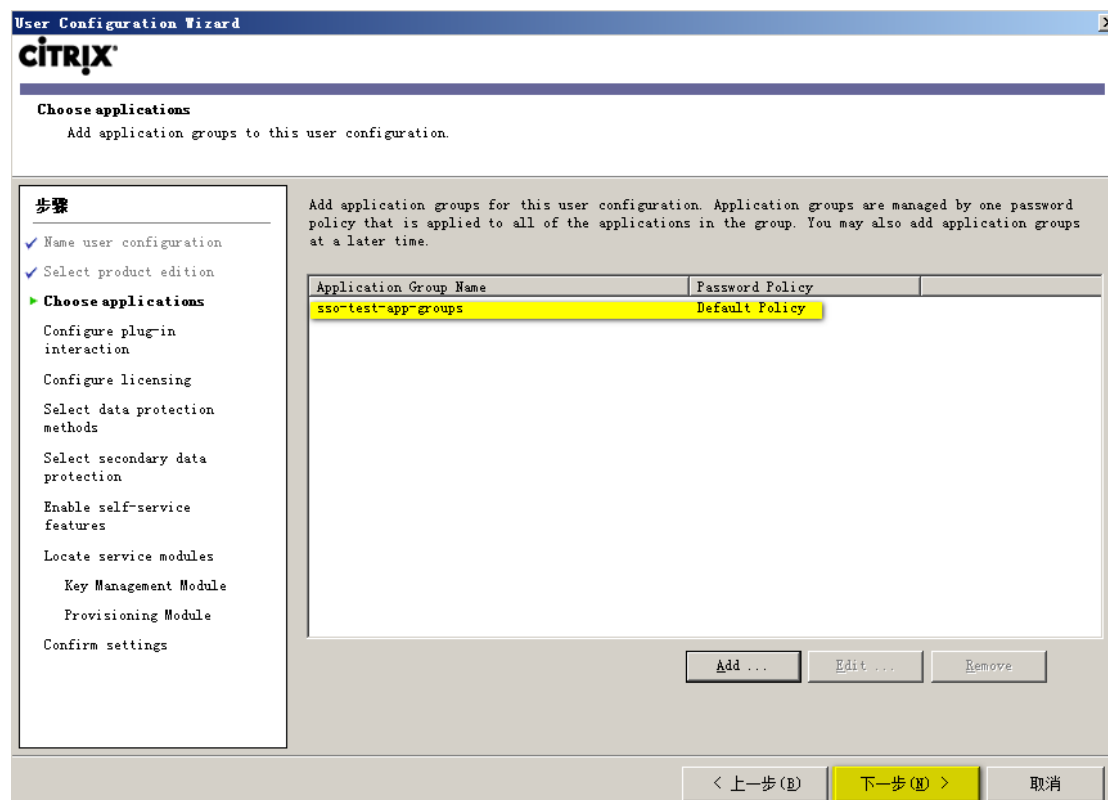 User Configuration Wizard
CİTRIX
Choose applications
Add application groups to this user configuration.
步骤
Name user configuration
Select product edition
Choose applications
Configure plug-in
interaction
Configure licensing
Select data protection
methods
Select secondary data
protection
Enable self-service
features
Locate service modules
Key Management Module
Provisioning Module
Confirm settings
Add application groups for this user configuration. Application groups are managed by one password
policy that is applied to all of the applications in the group. You may also add application groups
at a later time.
Application Group Name Password Policy
sso-test-app-groups Default Policy
Add ... Edit ... Remove
< 上一步(B) 下一步(N) > 取消